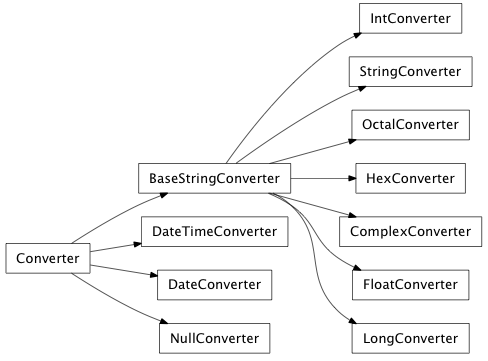 IntConverter
StringConverter
OctalConverter
BaseStringConverter
HexConverter
DateTimeConverter
ComplexConverter
Converter
DateConverter
FloatConverter
NullConverter
LongConverter